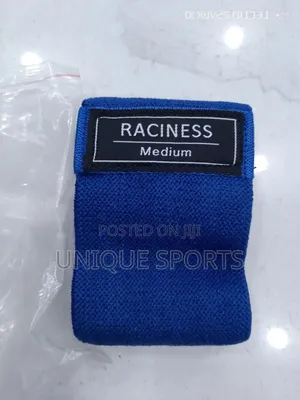 RACINESS
Medium
POSTED ON JIJI
UNIQUE SPORTS